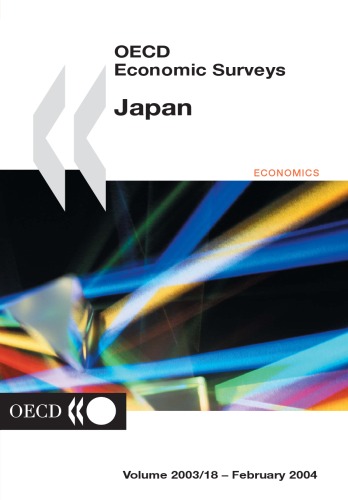 OECD
Economic Surveys
Japan
ECONOMICS
OECD
Volume 2003/18 – February 2004